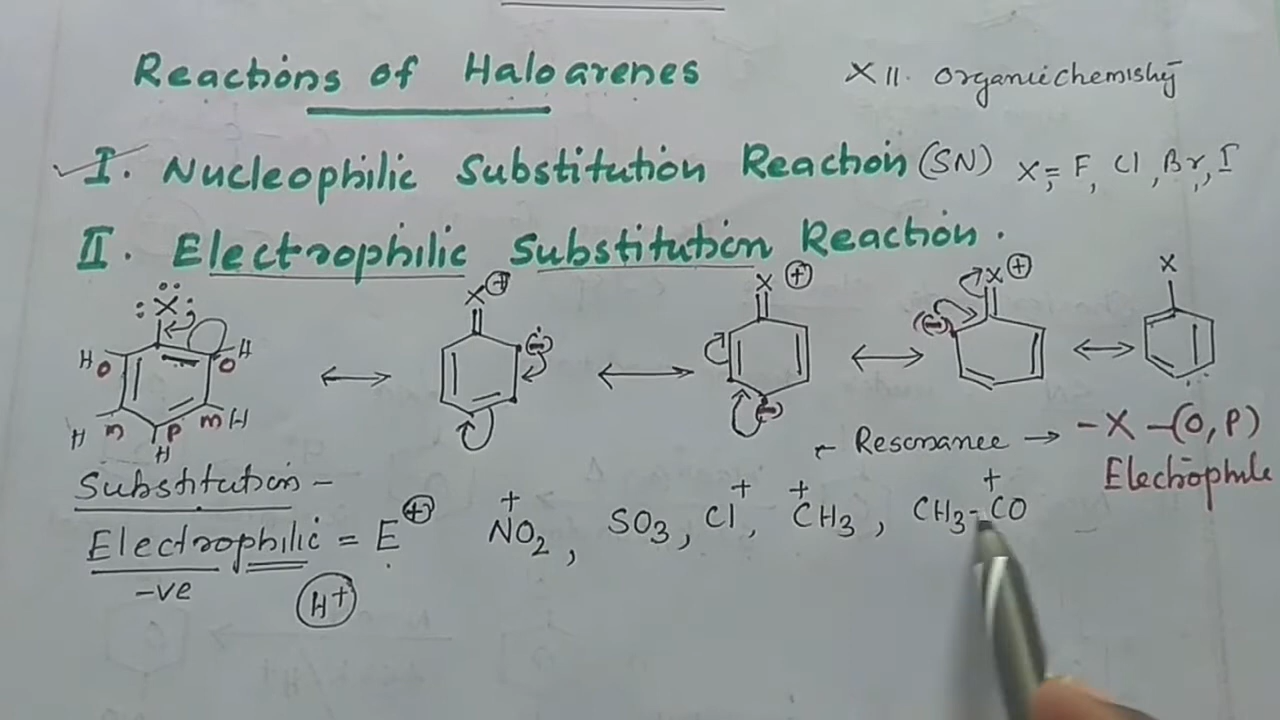 Reactions of Haloarenes
XII. Organic chemistry
I. Nucleophilic Substitution Reaction (SN) X = F, Cl, Br, I
II. Electrophilic Substitution Reaction.
X X⊕ X⊕ X⊕ X
H O O H (-) (-) (-)
H m m H
p
H
← Resonance → -X -(O, P)
Electrophile
Substitution -
Electrophilic = E⊕ +NO2, SO3, Cl+, +CH3, CH3-CO+
-ve H+